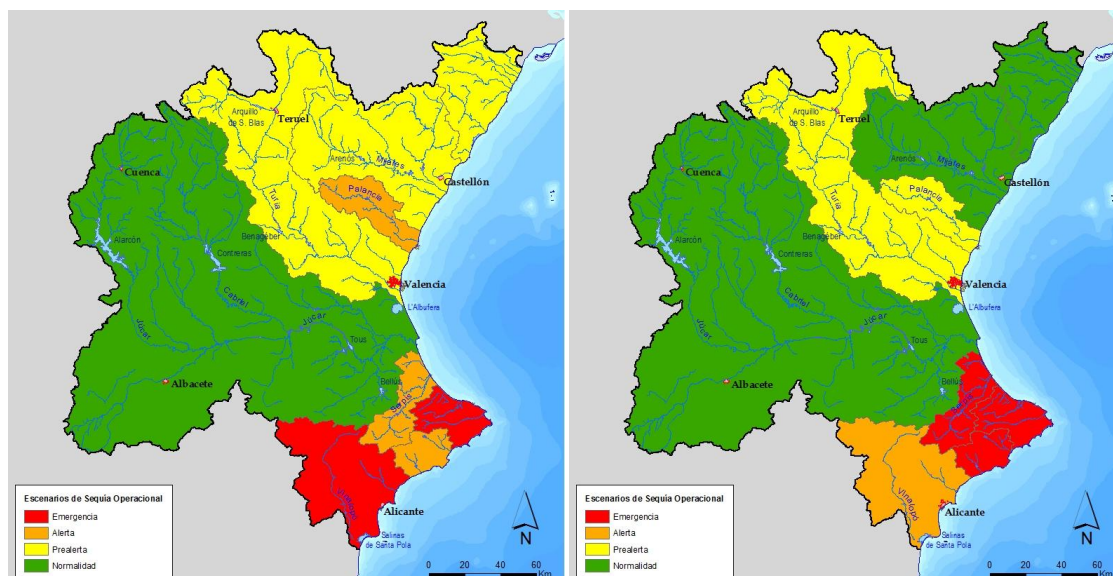 Arquillo
de S. Blas
Teruel
Arenós
Mijares
Cuenca
Castellón
Palancia
Turia
Alarcón
Benagéber
Contreras
Valencia
Cabriel
L'Albufera
Júcar
Júcar
Tous
Albacete
Bellús
Serpis
Vinalopó
Alicante
Salinas
de Santa Pola
Escenarios de Sequía Operacional
Emergencia
Alerta
Prealerta
Normalidad
N
0 20 40 60
Km
Arquillo
de S. Blas
Teruel
Arenós
Mijares
Cuenca
Castellón
Palancia
Turia
Alarcón
Benagéber
Contreras
Valencia
Cabriel
L'Albufera
Júcar
Júcar
Tous
Albacete
Bellús
Serpis
Vinalopó
Alicante
Salinas
de Santa Pola
Escenarios de Sequía Operacional
Emergencia
Alerta
Prealerta
Normalidad
N
0 20 40 60
Km